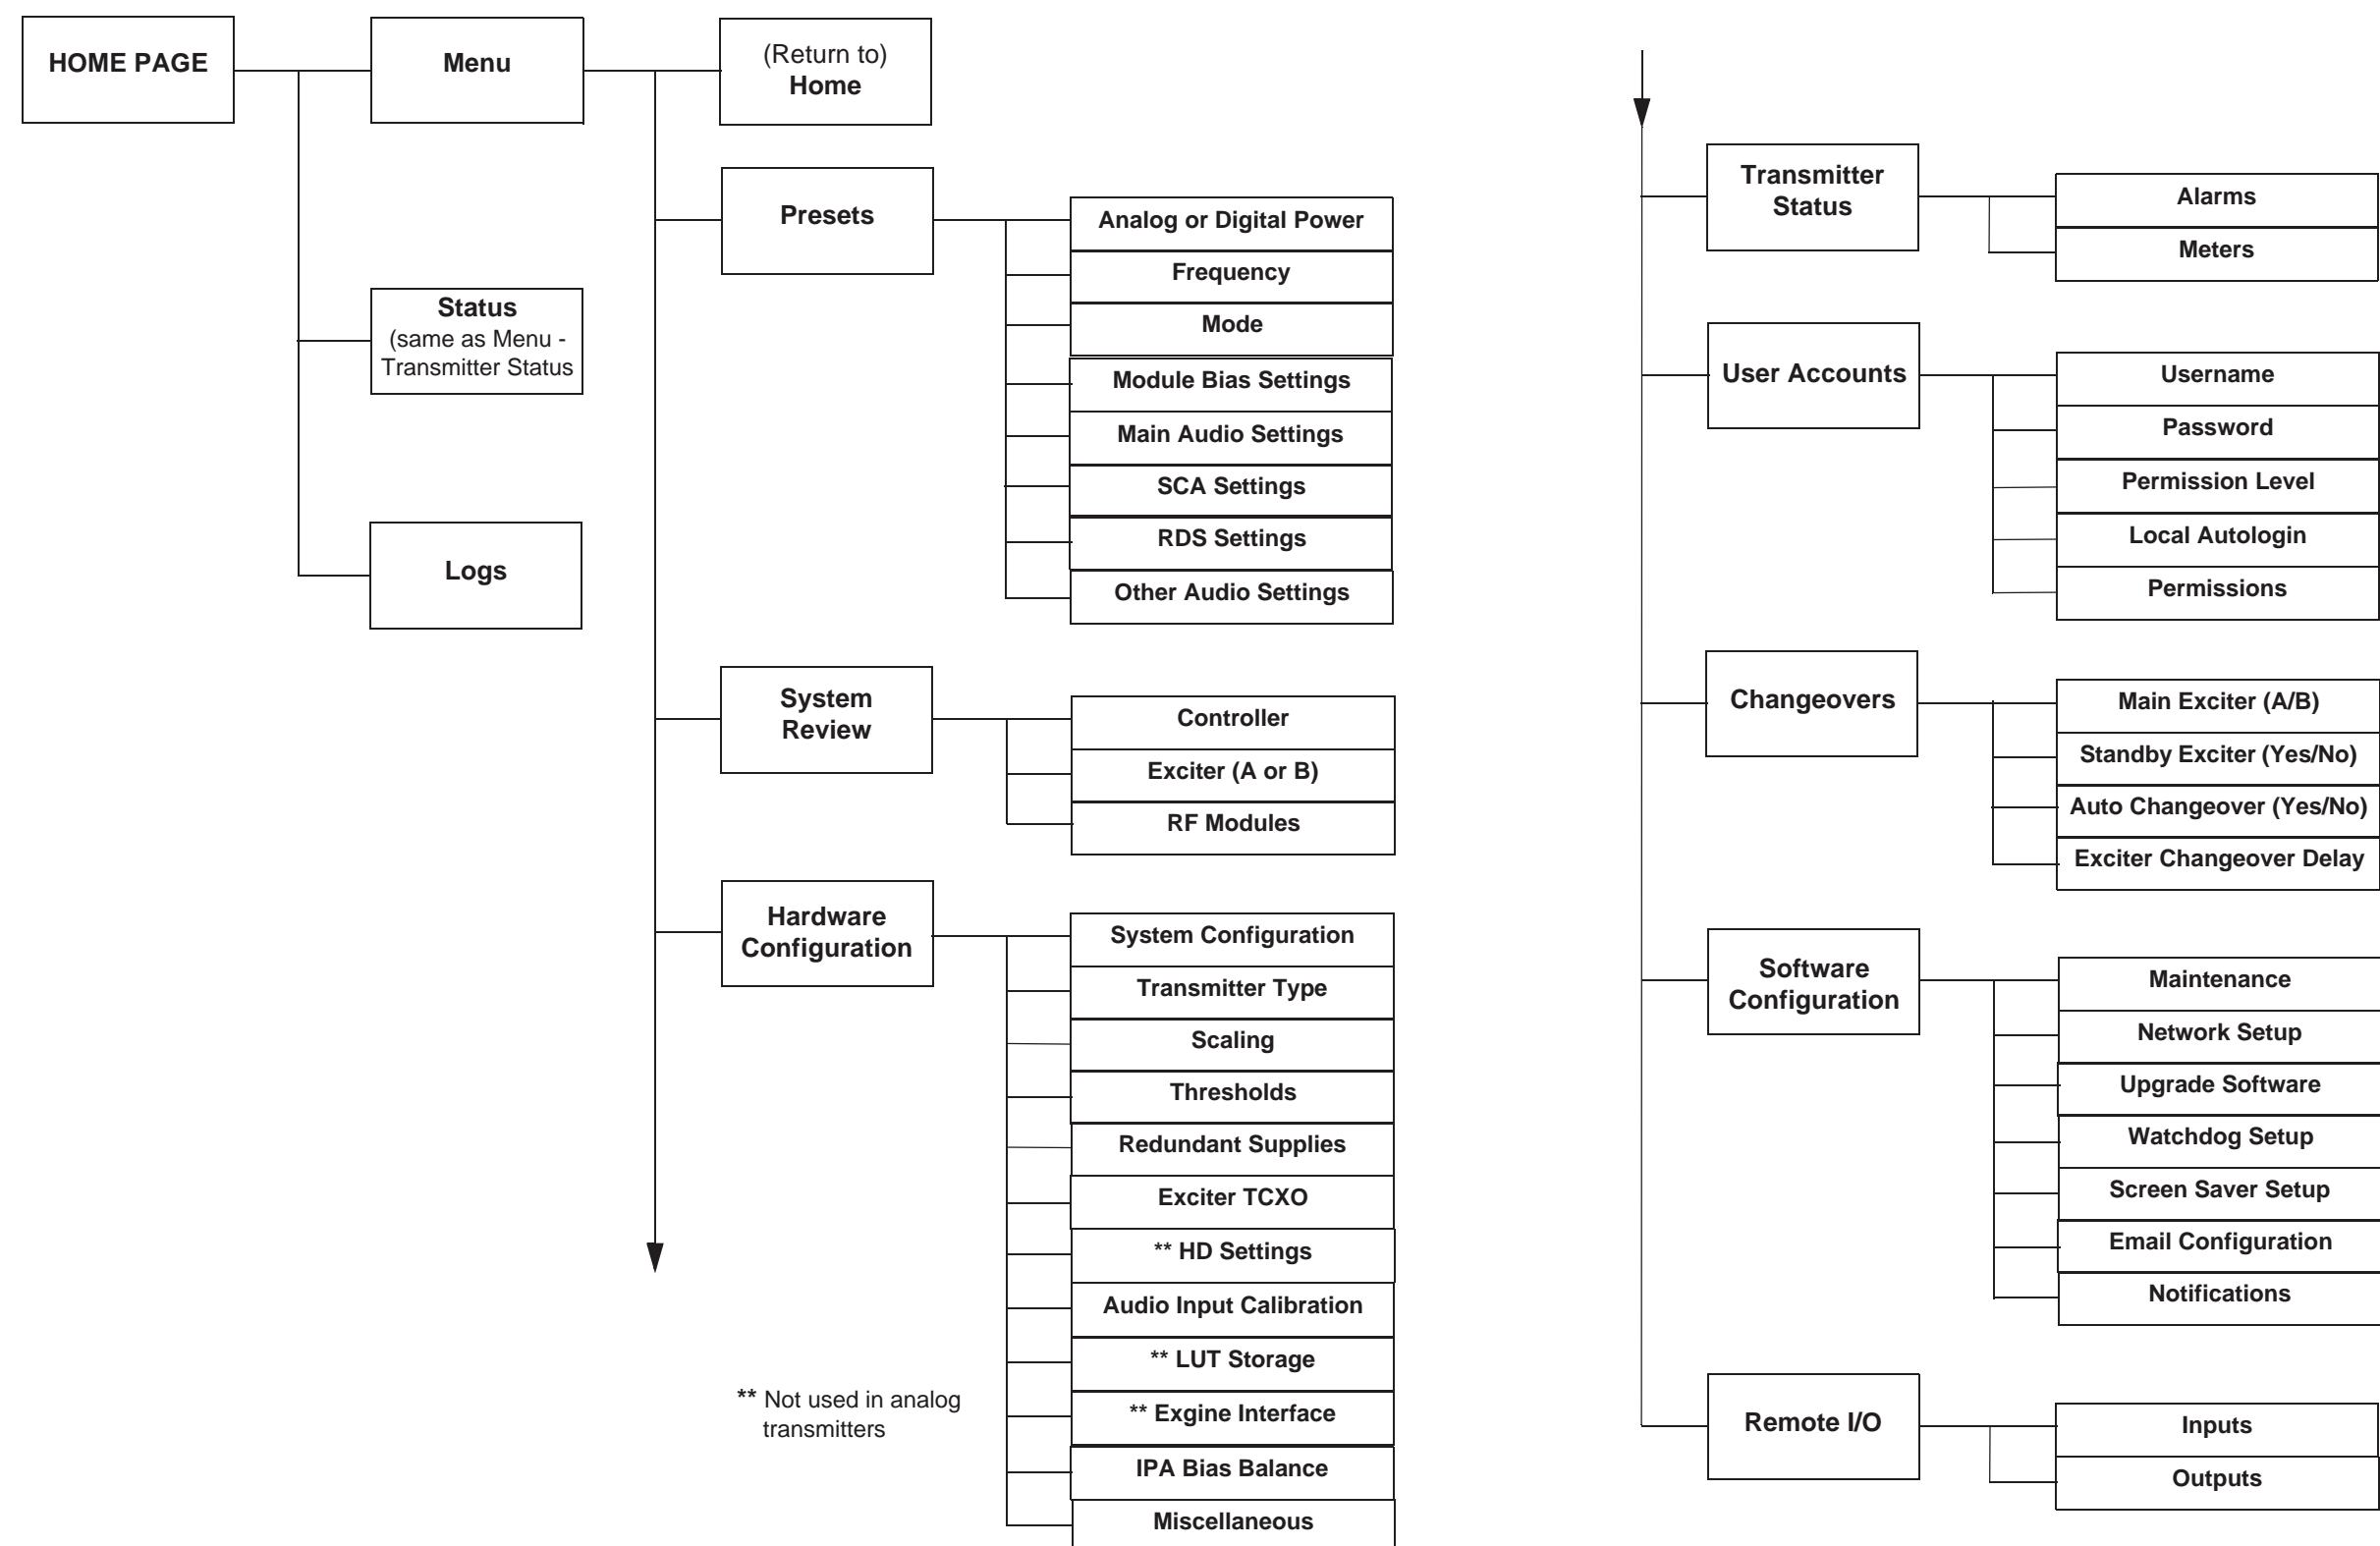 HOME PAGE
Menu
(Return to)
Home
Status
(same as Menu -
Transmitter Status
Logs
Presets
Analog or Digital Power
Frequency
Mode
Module Bias Settings
Main Audio Settings
SCA Settings
RDS Settings
Other Audio Settings
System
Review
Controller
Exciter (A or B)
RF Modules
Hardware
Configuration
System Configuration
Transmitter Type
Scaling
Thresholds
Redundant Supplies
Exciter TCXO
** HD Settings
Audio Input Calibration
** LUT Storage
** Exgine Interface
IPA Bias Balance
Miscellaneous
** Not used in analog
transmitters
Transmitter
Status
Alarms
Meters
User Accounts
Username
Password
Permission Level
Local Autologin
Permissions
Changeovers
Main Exciter (A/B)
Standby Exciter (Yes/No)
Auto Changeover (Yes/No)
Exciter Changeover Delay
Software
Configuration
Maintenance
Network Setup
Upgrade Software
Watchdog Setup
Screen Saver Setup
Email Configuration
Notifications
Remote I/O
Inputs
Outputs